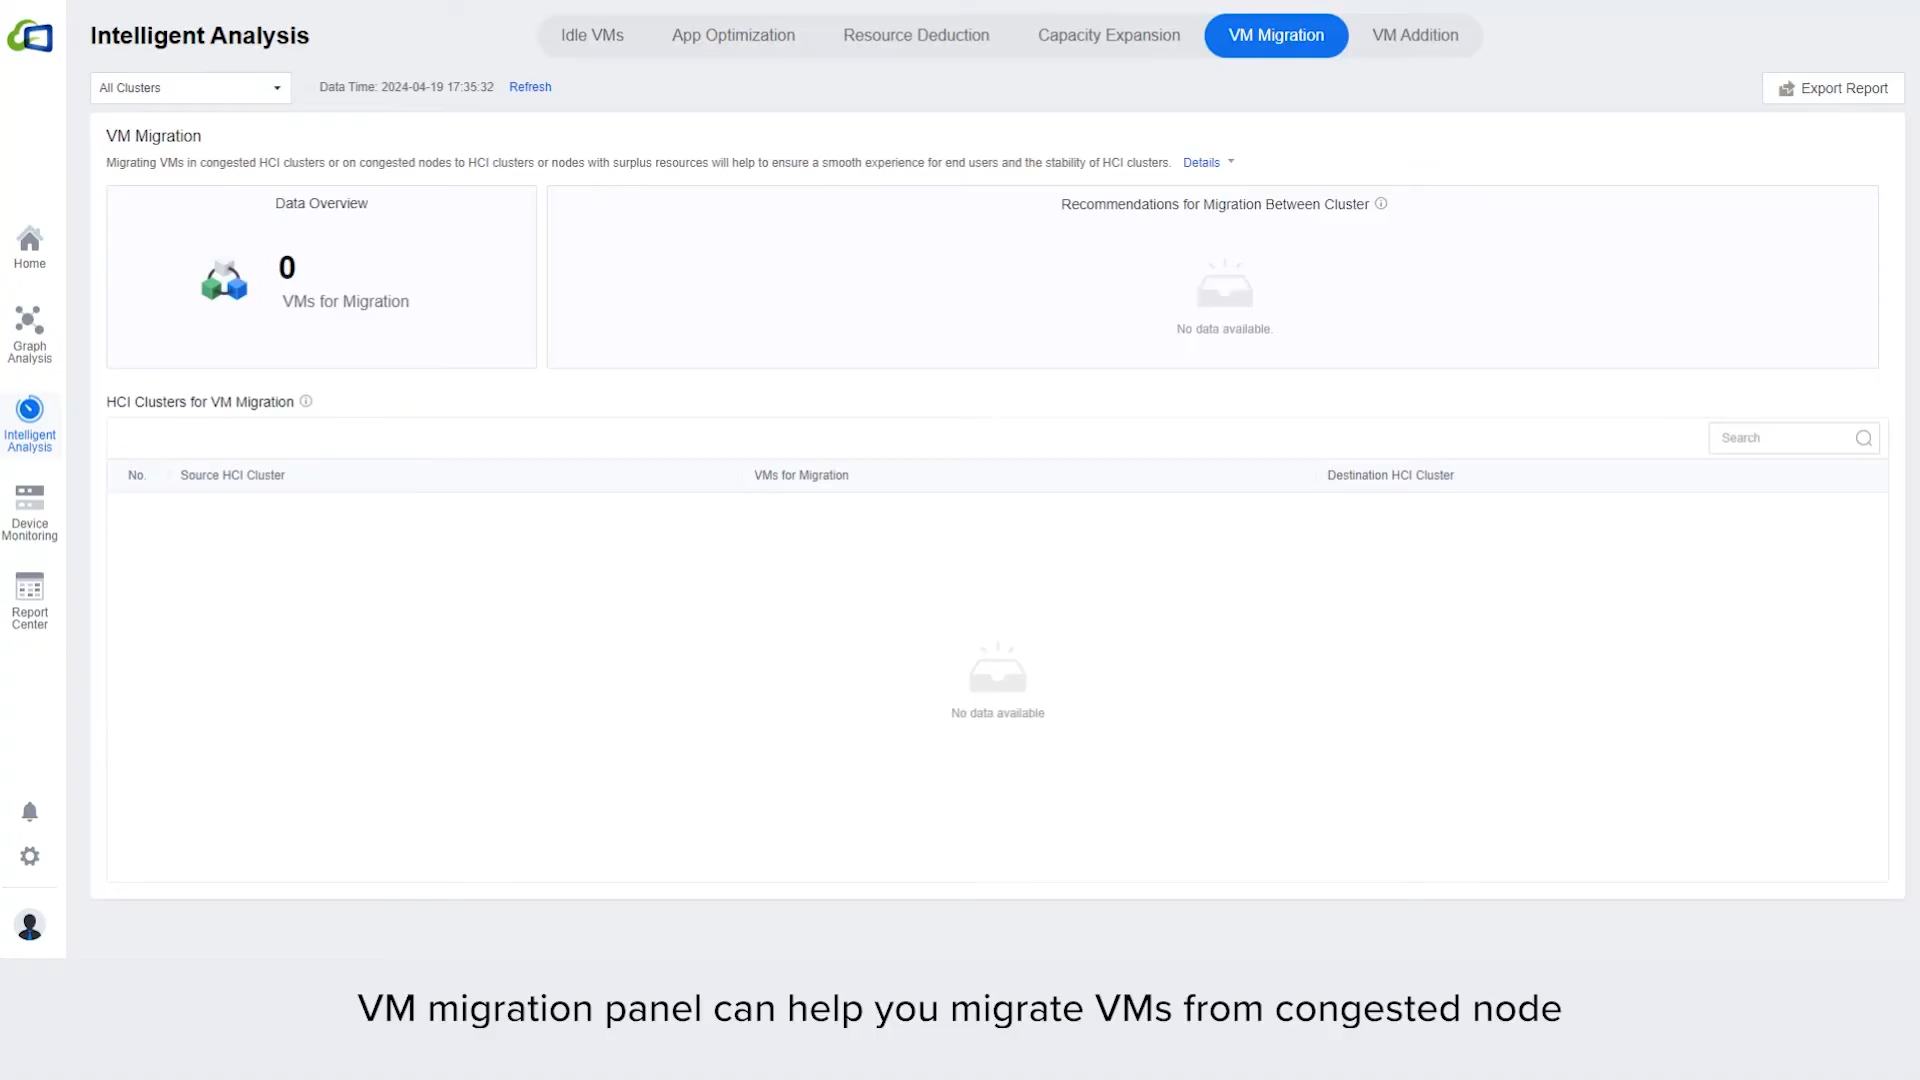 Intelligent Analysis
Idle VMs
App Optimization
Resource Deduction
Capacity Expansion
VM Migration
VM Addition
All Clusters
Data Time: 2024-04-19 17:35:32
Refresh
Export Report
VM Migration
Migrating VMs in congested HCI clusters or on congested nodes to HCI clusters or nodes with surplus resources will help to ensure a smooth experience for end users and the stability of HCI clusters.
Details
Data Overview
0
VMs for Migration
Recommendations for Migration Between Cluster
No data available.
Home
Graph
Analysis
Intelligent
Analysis
Device
Monitoring
Report
Center
HCI Clusters for VM Migration
Search
No.
Source HCI Cluster
VMs for Migration
Destination HCI Cluster
No data available
VM migration panel can help you migrate VMs from congested node